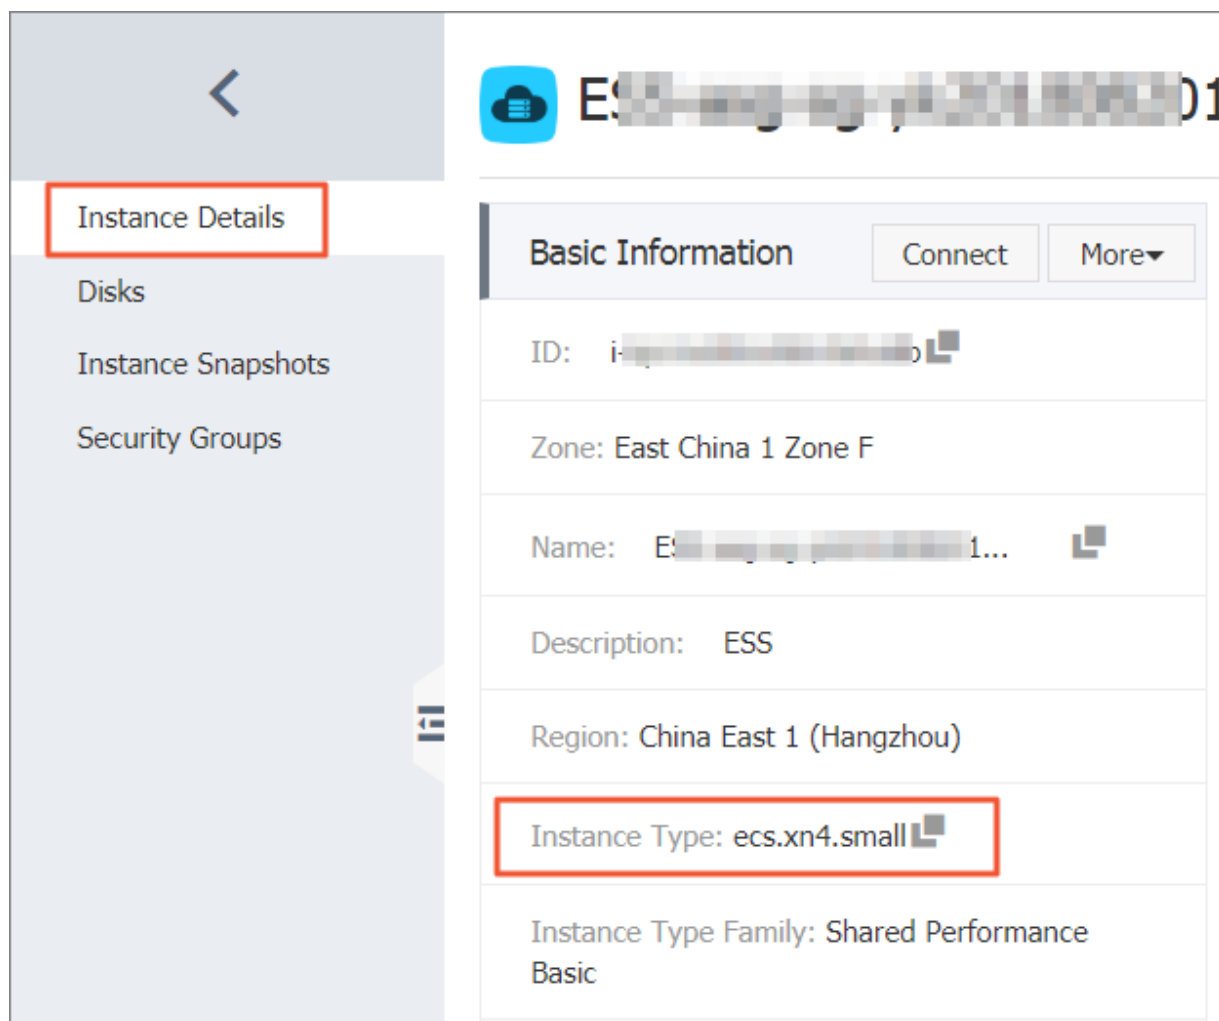 Instance Details
Disks
Instance Snapshots
Security Groups
Basic Information
Connect
More
ID:
Zone: East China 1 Zone F
Name:
Description: ESS
Region: China East 1 (Hangzhou)
Instance Type: ecs.xn4.small
Instance Type Family: Shared Performance
Basic